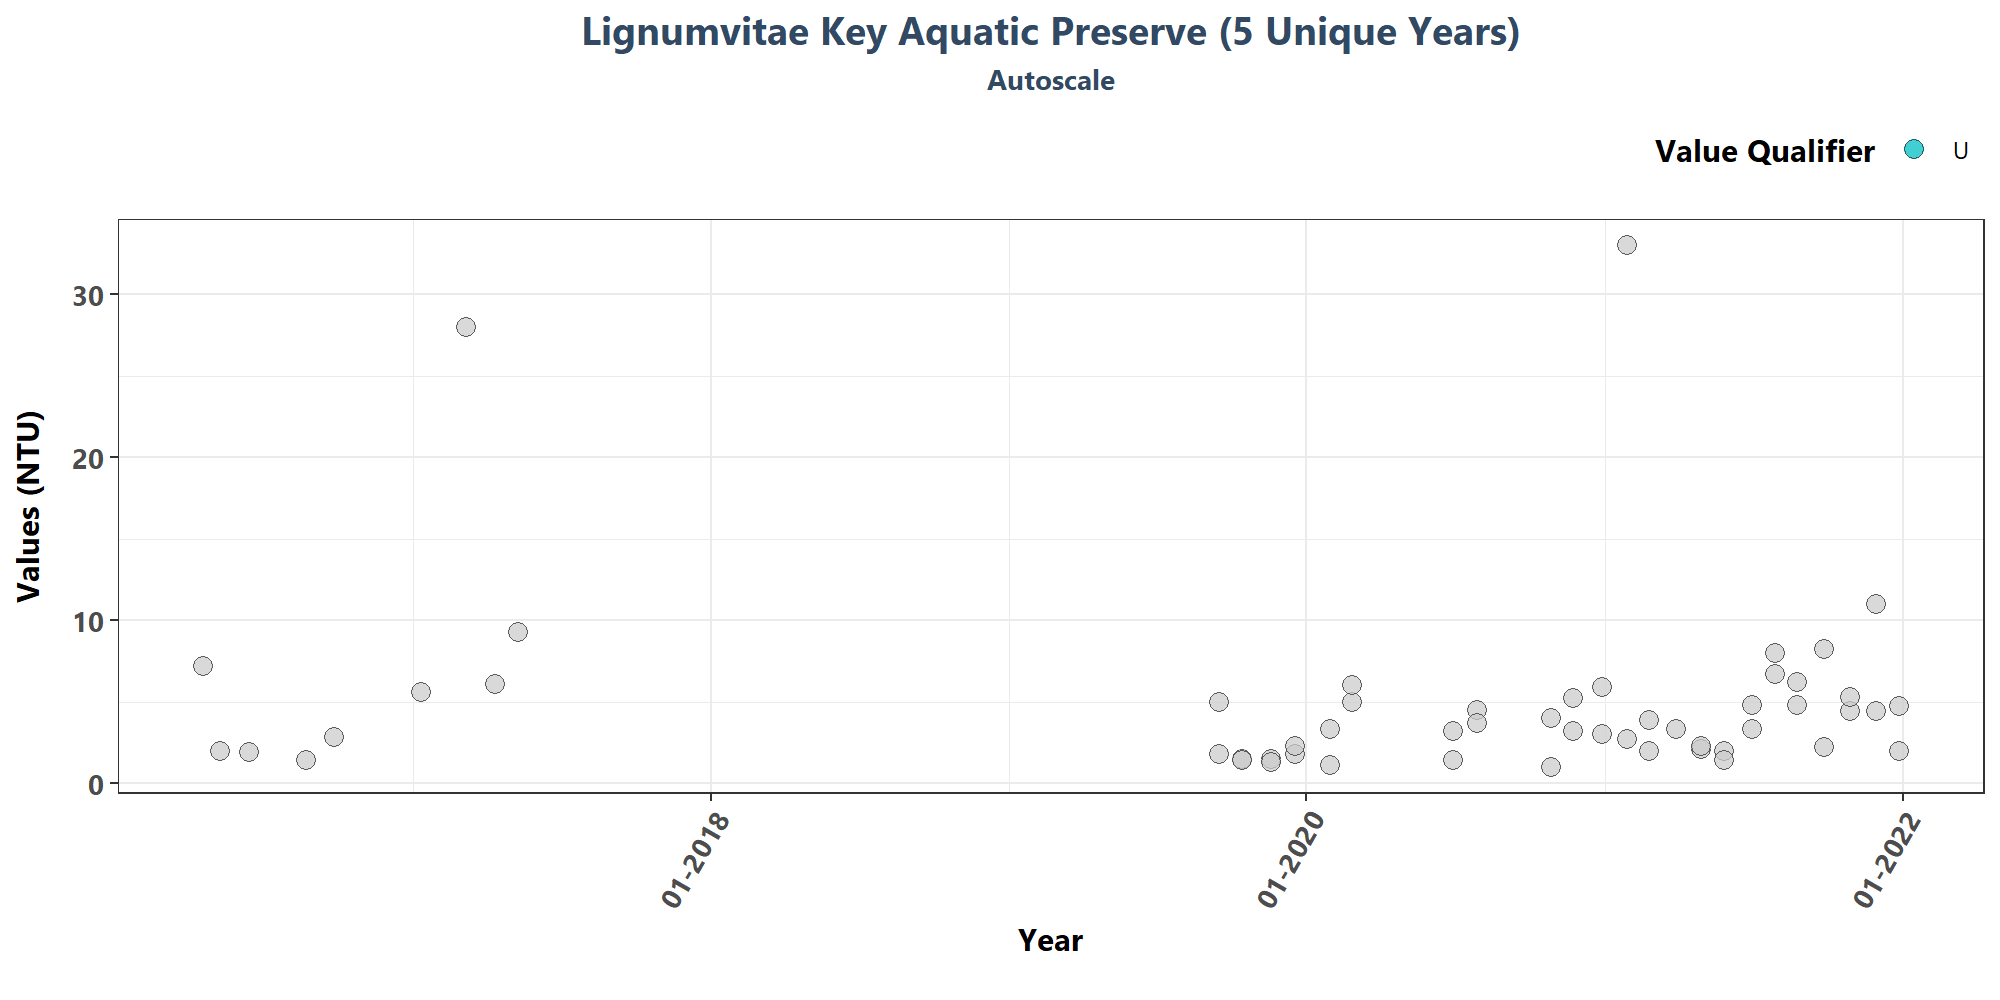 Lignumvitae Key Aquatic Preserve (5 Unique Years)
Autoscale
Value Qualifier U
Values (NTU)
30
20
10
0
01-2018
01-2020
01-2022
Year